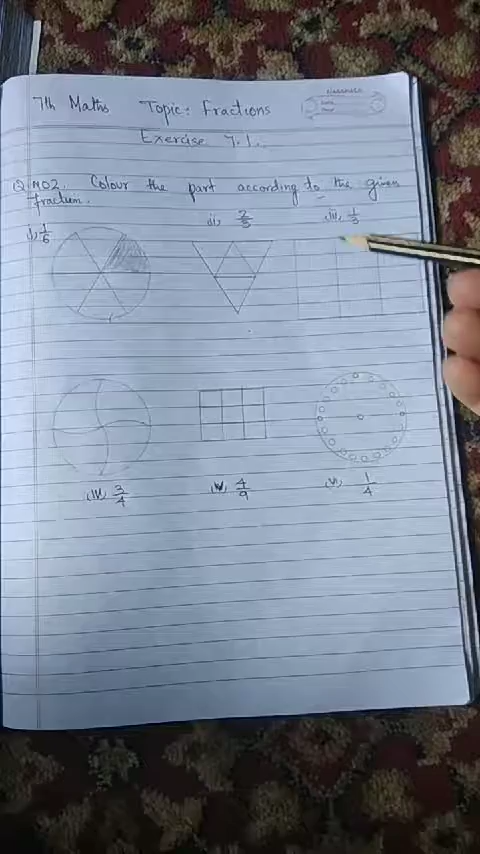 7th Maths Topic: Fractions
Exercise 7.1.
Q.No2. Colour the part according to the given
fraction.
(i) 1/6 (ii) 2/3 (iii) 1/3
(iv) 3/4 (v) 4/9 (vi) 1/4